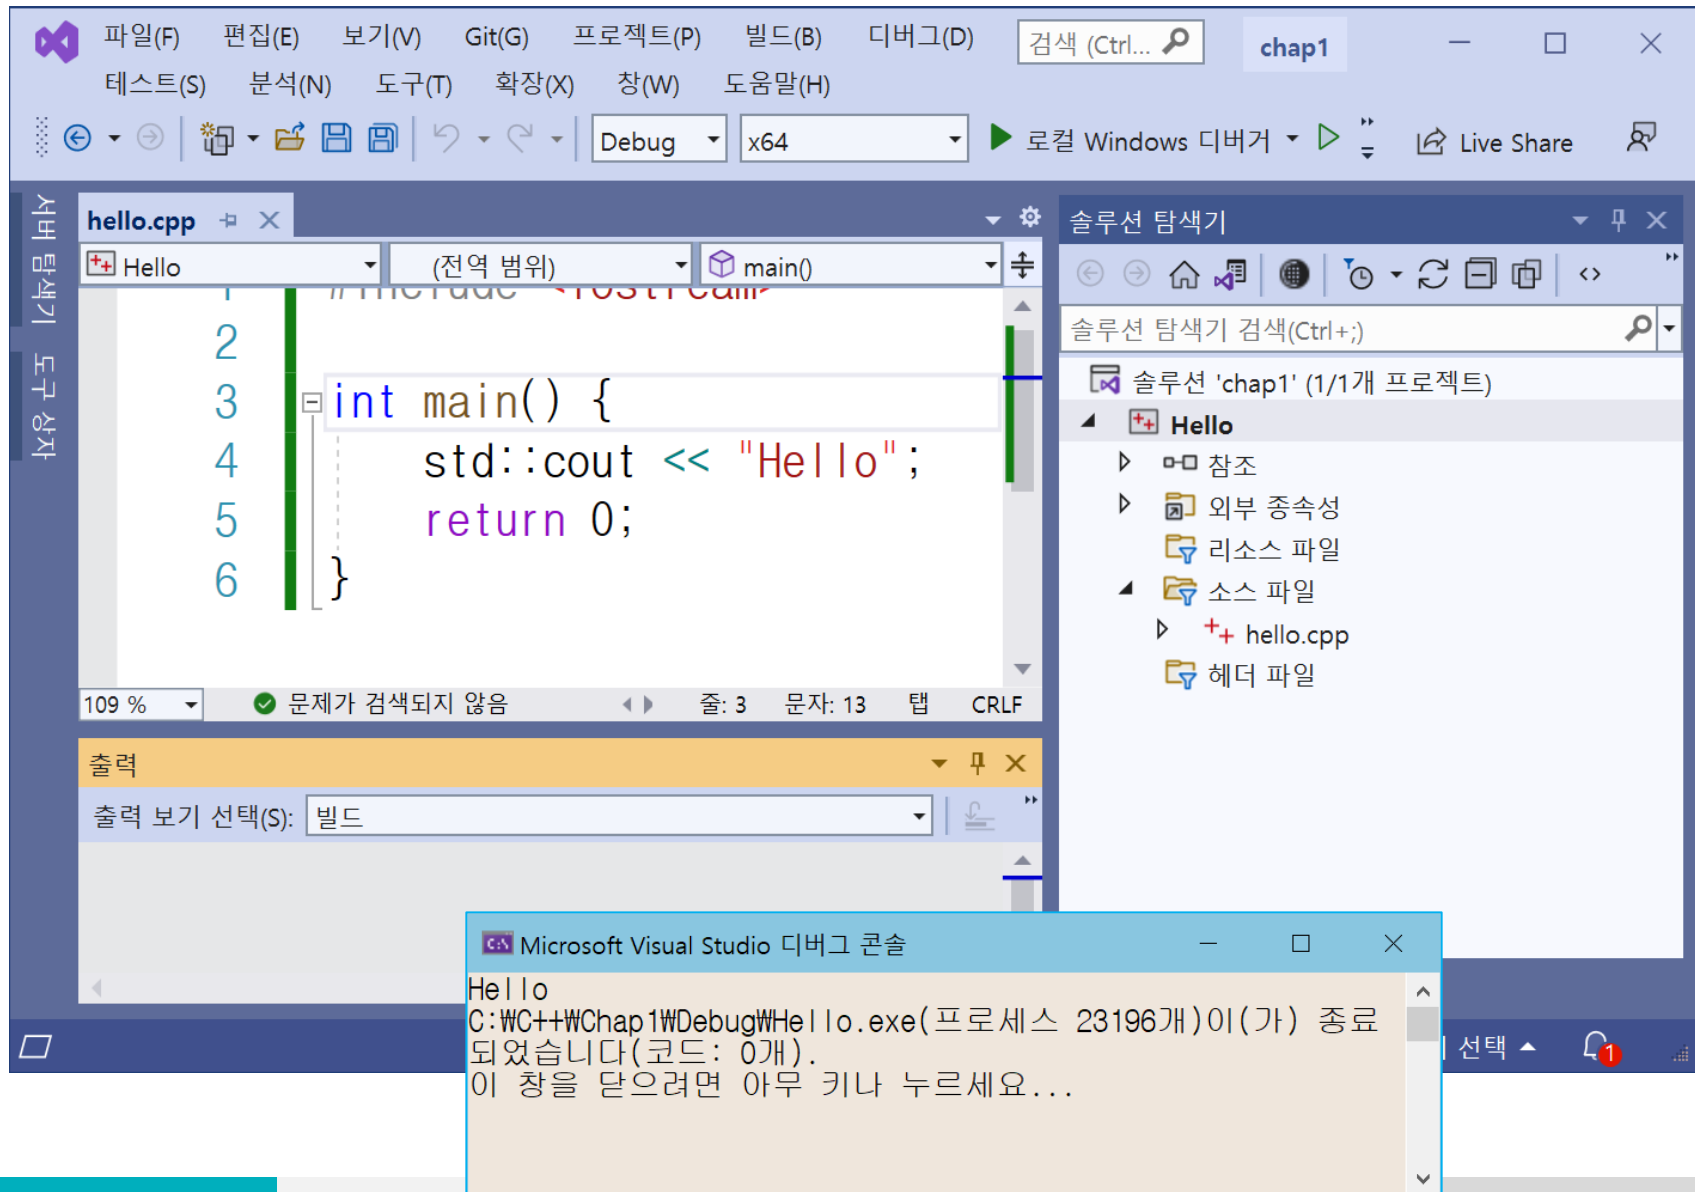 파일(F) 편집(E) 보기(V) Git(G) 프로젝트(P) 빌드(B) 디버그(D) 검색 (Ctrl... chap1
테스트(S) 분석(N) 도구(T) 확장(X) 창(W) 도움말(H)
Debug x64 로컬 Windows 디버거 Live Share
서버 탐색기
도구 상자
hello.cpp
Hello (전역 범위) main()
1 #include <iostream>
2
3 int main() {
4 std::cout << "Hello";
5 return 0;
6 }
109 % 문제가 검색되지 않음 줄: 3 문자: 13 탭 CRLF
출력
출력 보기 선택(S): 빌드
솔루션 탐색기
솔루션 탐색기 검색(Ctrl+;)
솔루션 'chap1' (1/1개 프로젝트)
Hello
참조
외부 종속성
리소스 파일
소스 파일
hello.cpp
헤더 파일
Microsoft Visual Studio 디버그 콘솔
Hello
C:₩C++₩Chap1₩Debug₩Hello.exe(프로세스 23196개)이(가) 종료
되었습니다(코드: 0개).
이 창을 닫으려면 아무 키나 누르세요...
선택 1